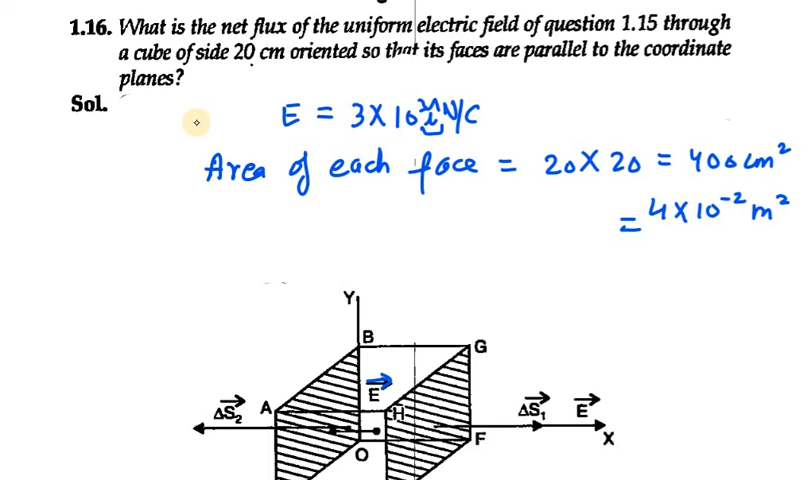 1.16. What is the net flux of the uniform electric field of question 1.15 through
a cube of side 20 cm oriented so that its faces are parallel to the coordinate
planes?
Sol.
E = 3 × 10³ î N/C
Area of each face = 20 × 20 = 400 cm²
= 4 × 10⁻² m²
Y
B
G
E
A
H
ΔS₂
ΔS₁
E
O
F
X